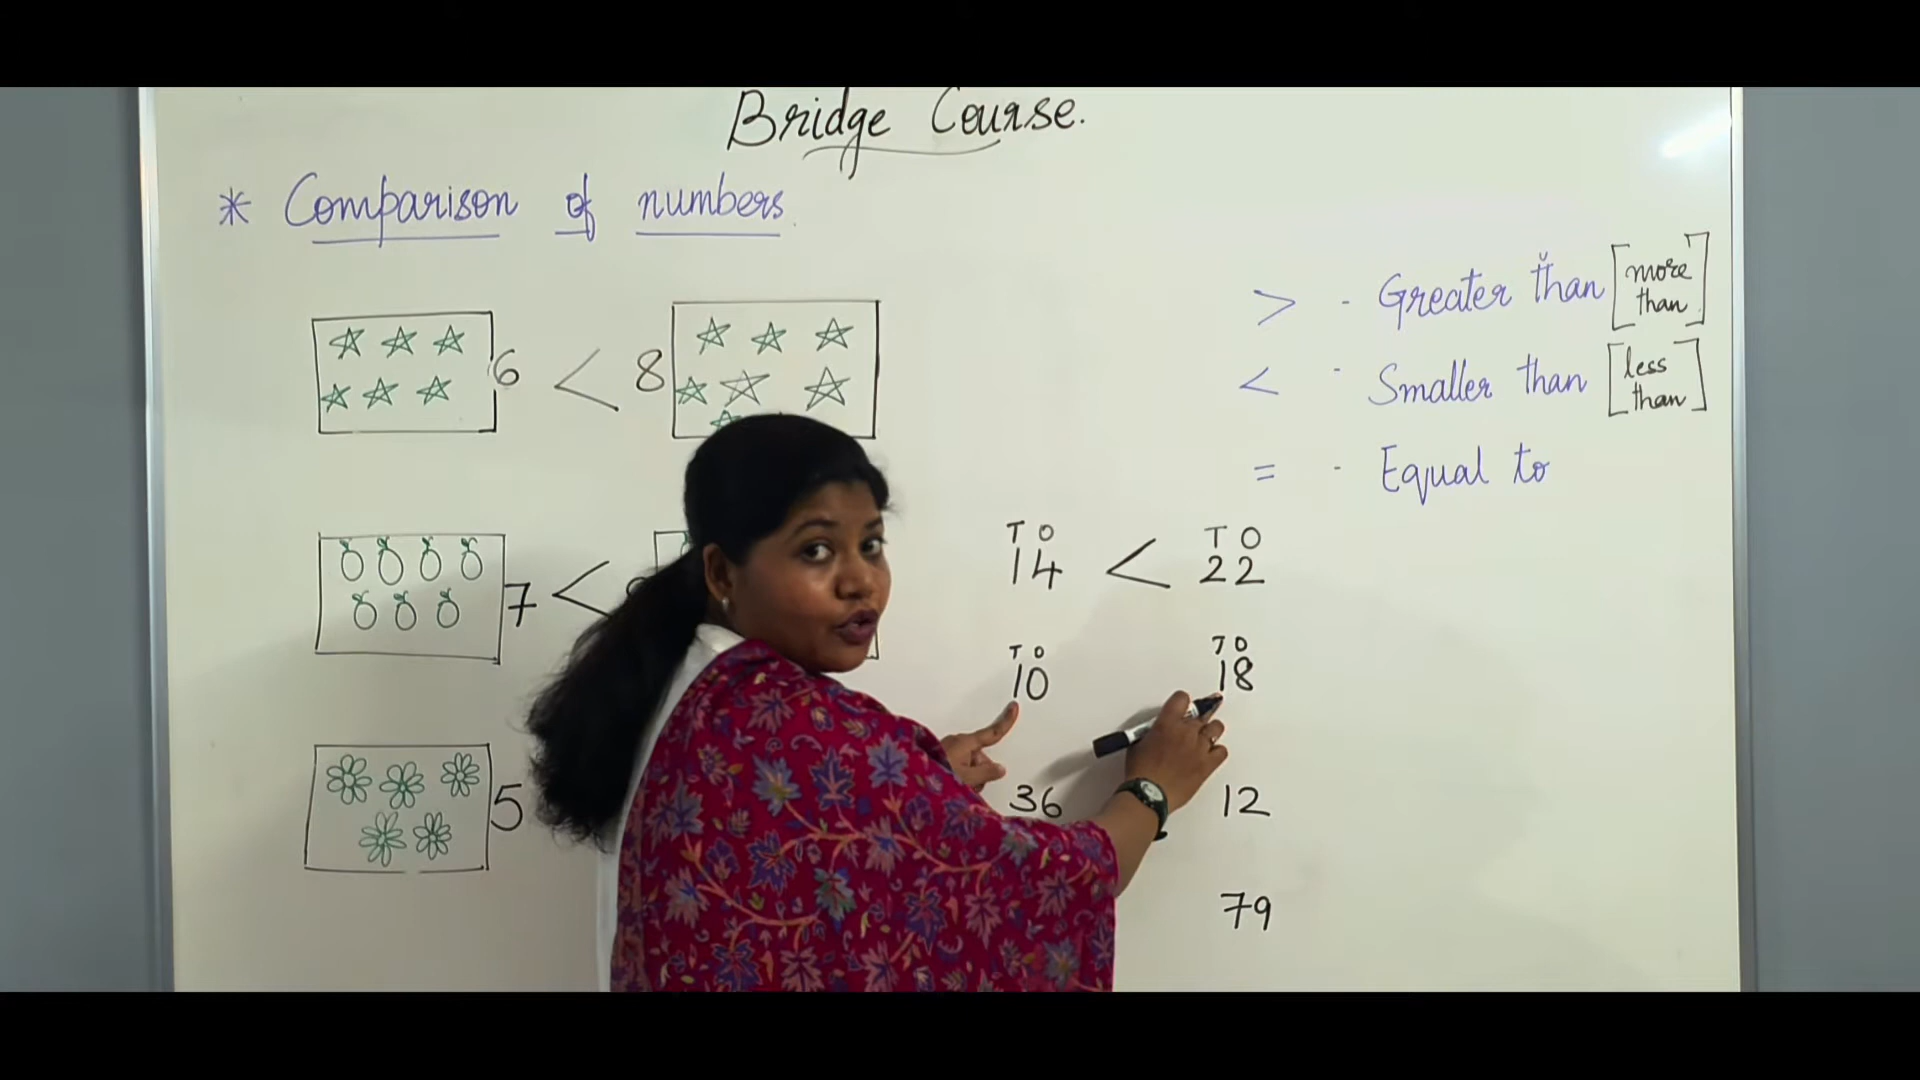 Bridge Course.
* Comparison of numbers.
> - Greater than [more than]
< - Smaller than [less than]
= - Equal to
6 < 8
7 <
5
T O T O
14 < 22
T O T O
10 18
36 12
79